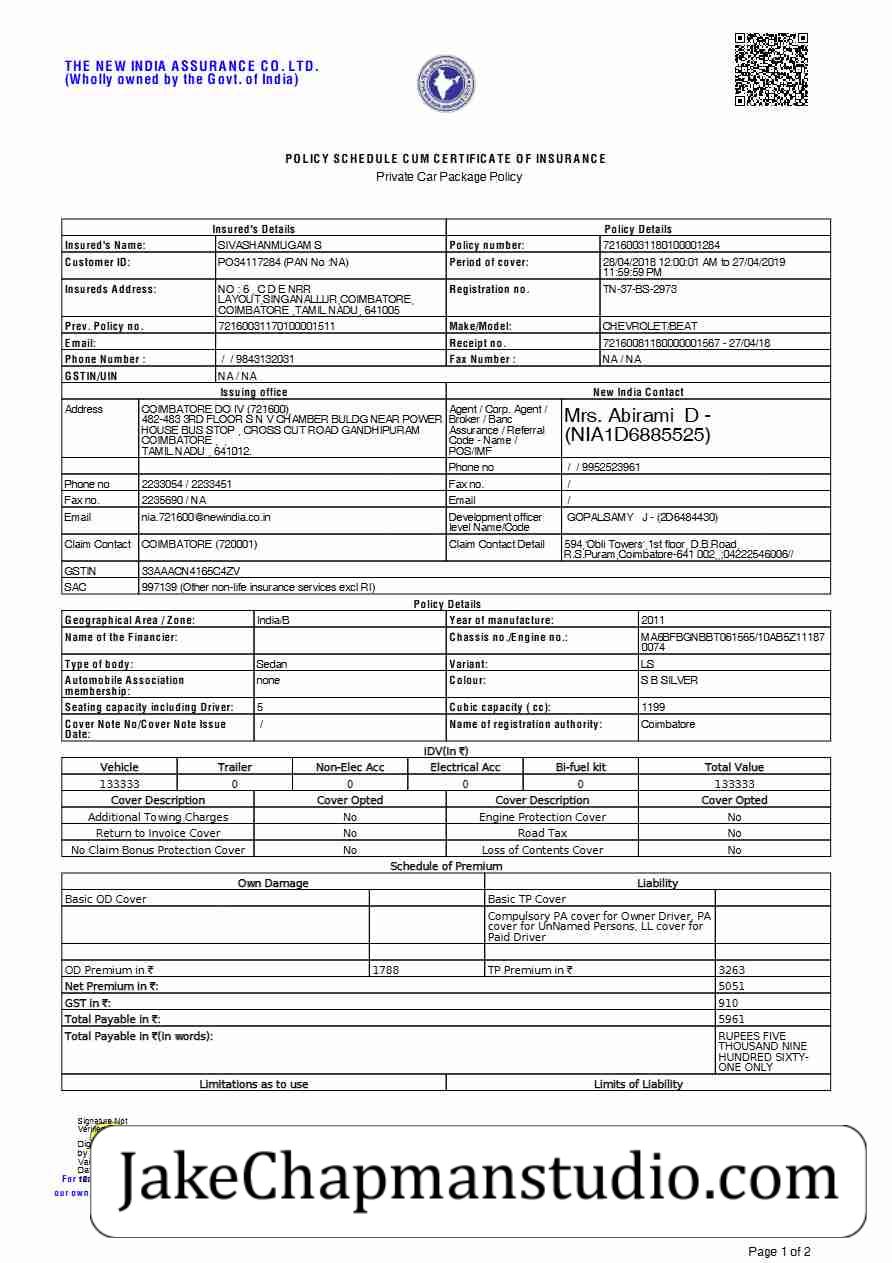 THE NEW INDIA ASSURANCE CO. LTD.
(Wholly owned by the Govt. of India)
POLICY SCHEDULE CUM CERTIFICATE OF INSURANCE
Private Car Package Policy
Insured's Details Policy Details
Insured's Name: SIVASHANMUGAM S Policy number: 72160031180100001284
Customer ID: PO34117284 (PAN No :NA) Period of cover: 28/04/2018 12:00:01 AM to 27/04/2019
11:59:59 PM
Insureds Address: NO : 6 , C D E NRR Registration no. TN-37-BS-2973
LAYOUT,SINGANALLUR,COIMBATORE,
COIMBATORE ,TAMIL NADU, 641005
Prev. Policy no. 72160031170100001511 Make/Model: CHEVROLET/BEAT
Email: Receipt no. 72160081180000001567 - 27/04/18
Phone Number : / / 9843132031 Fax Number : NA / NA
GSTIN/UIN NA / NA
Issuing office New India Contact
Address COIMBATORE DO IV (721600)
482-483 3RD FLOOR S N V CHAMBER BULDG NEAR POWER
HOUSE BUS STOP , CROSS CUT ROAD GANDHIPURAM
COIMBATORE , ,
TAMIL NADU , 641012.
Agent / Corp. Agent /
Broker / Banc
Assurance / Referral
Code - Name /
POS/IMF
Mrs. Abirami D -
(NIA1D6885525)
Phone no / / 9952523961
Phone no 2233054 / 2233451 Fax no. /
Fax no. 2235690 / NA Email /
Email nia.721600@newindia.co.in Development officer
level Name/Code GOPALSAMY J - (2D6484430)
Claim Contact COIMBATORE (720001) Claim Contact Detail 594,'Obli Towers',1st floor, D.B.Road,
R.S.Puram,Coimbatore-641 002,,;04222546006//
GSTIN 33AAACN4165C4ZV
SAC 997139 (Other non-life insurance services excl RI)
Policy Details
Geographical Area / Zone: India/B Year of manufacture: 2011
Name of the Financier: Chassis no./Engine no.: MA6BFBGNBBT061565/10AB5Z11187
0074
Type of body: Sedan Variant: LS
Automobile Association
membership: none Colour: S B SILVER
Seating capacity including Driver: 5 Cubic capacity ( cc): 1199
Cover Note No/Cover Note Issue
Date: / Name of registration authority: Coimbatore
IDV(In ₹)
Vehicle Trailer Non-Elec Acc Electrical Acc Bi-fuel kit Total Value
133333 0 0 0 0 133333
Cover Description Cover Opted Cover Description Cover Opted
Additional Towing Charges No Engine Protection Cover No
Return to Invoice Cover No Road Tax No
No Claim Bonus Protection Cover No Loss of Contents Cover No
Schedule of Premium
Own Damage Liability
Basic OD Cover Basic TP Cover
Compulsory PA cover for Owner Driver, PA
cover for UnNamed Persons, LL cover for
Paid Driver
OD Premium in ₹ 1788 TP Premium in ₹ 3263
Net Premium in ₹: 5051
GST in ₹: 910
Total Payable in ₹: 5961
Total Payable in ₹(in words): RUPEES FIVE
THOUSAND NINE
HUNDRED SIXTY-
ONE ONLY
Limitations as to use Limits of Liability
Signature Not
by
For
our own
JakeChapmanstudio.com
Page 1 of 2